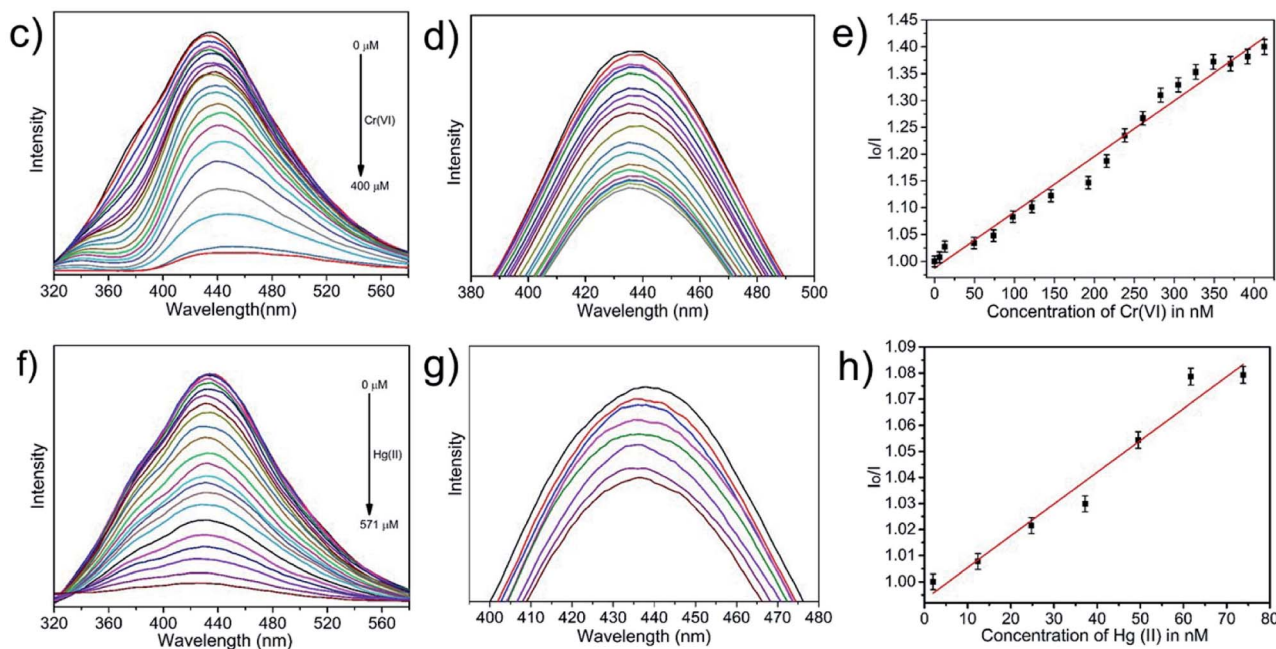 c)
0 μM
Cr(VI)
400 μM
Intensity
320 360 400 440 480 520 560
Wavelength(nm)
d)
Intensity
380 400 420 440 460 480 500
Wavelength (nm)
e)
1.45
1.40
1.35
1.30
1.25
1.20
1.15
1.10
1.05
1.00
I₀/I
0 50 100 150 200 250 300 350 400
Concentration of Cr(VI) in nM
f)
0 μM
Hg(II)
571 μM
Intensity
320 360 400 440 480 520 560
Wavelength (nm)
g)
Intensity
400 410 420 430 440 450 460 470 480
Wavelength (nm)
h)
1.09
1.08
1.07
1.06
1.05
1.04
1.03
1.02
1.01
1.00
I₀/I
0 10 20 30 40 50 60 70 80
Concentration of Hg (II) in nM